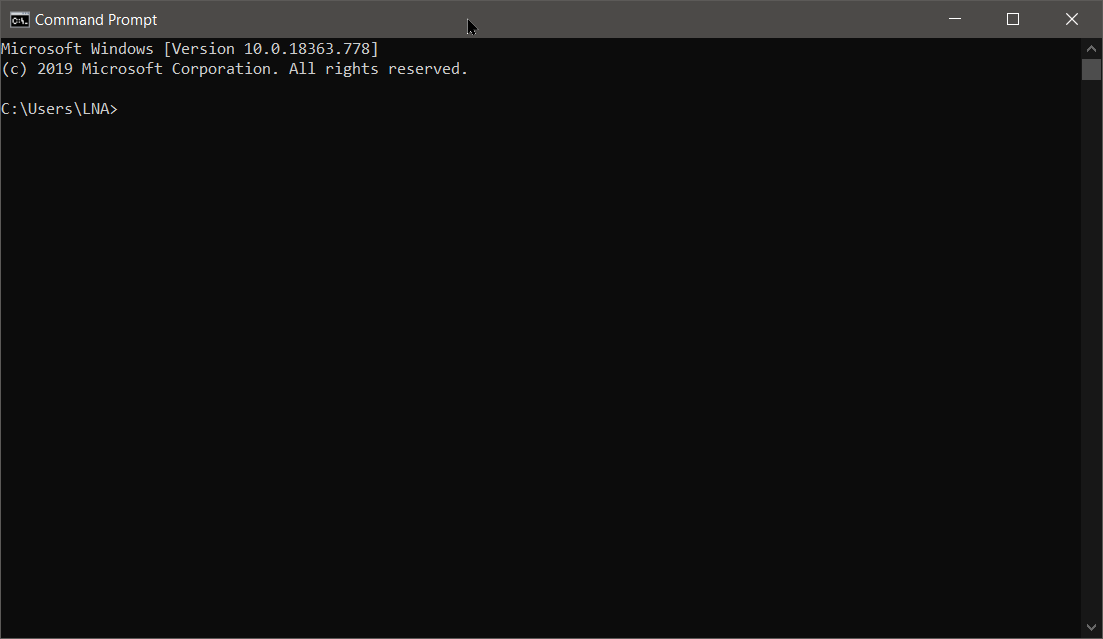 Command Prompt
Microsoft Windows [Version 10.0.18363.778]
(c) 2019 Microsoft Corporation. All rights reserved.
C:\Users\LNA>